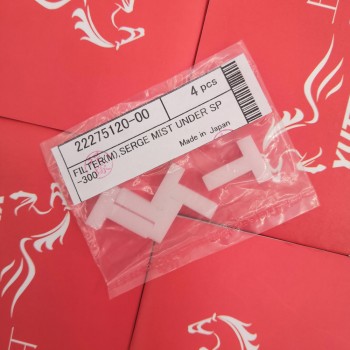 22275120-00
4 pcs
FILTER(M),SERGE MIST UNDER SP
-300
Made in Japan